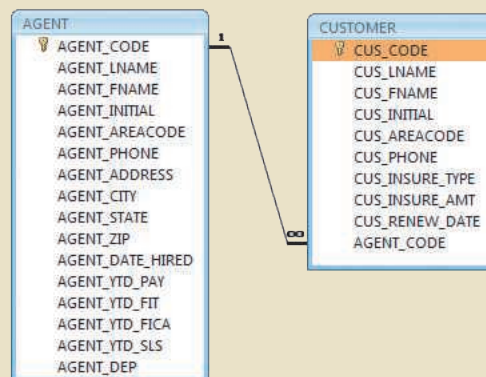 AGENT
AGENT_CODE
AGENT_LNAME
AGENT_FNAME
AGENT_INITIAL
AGENT_AREACODE
AGENT_PHONE
AGENT_ADDRESS
AGENT_CITY
AGENT_STATE
AGENT_ZIP
AGENT_DATE_HIRED
AGENT_YTD_PAY
AGENT_YTD_FIT
AGENT_YTD_FICA
AGENT_YTD_SLS
AGENT_DEP
1
∞
CUSTOMER
CUS_CODE
CUS_LNAME
CUS_FNAME
CUS_INITIAL
CUS_AREACODE
CUS_PHONE
CUS_INSURE_TYPE
CUS_INSURE_AMT
CUS_RENEW_DATE
AGENT_CODE